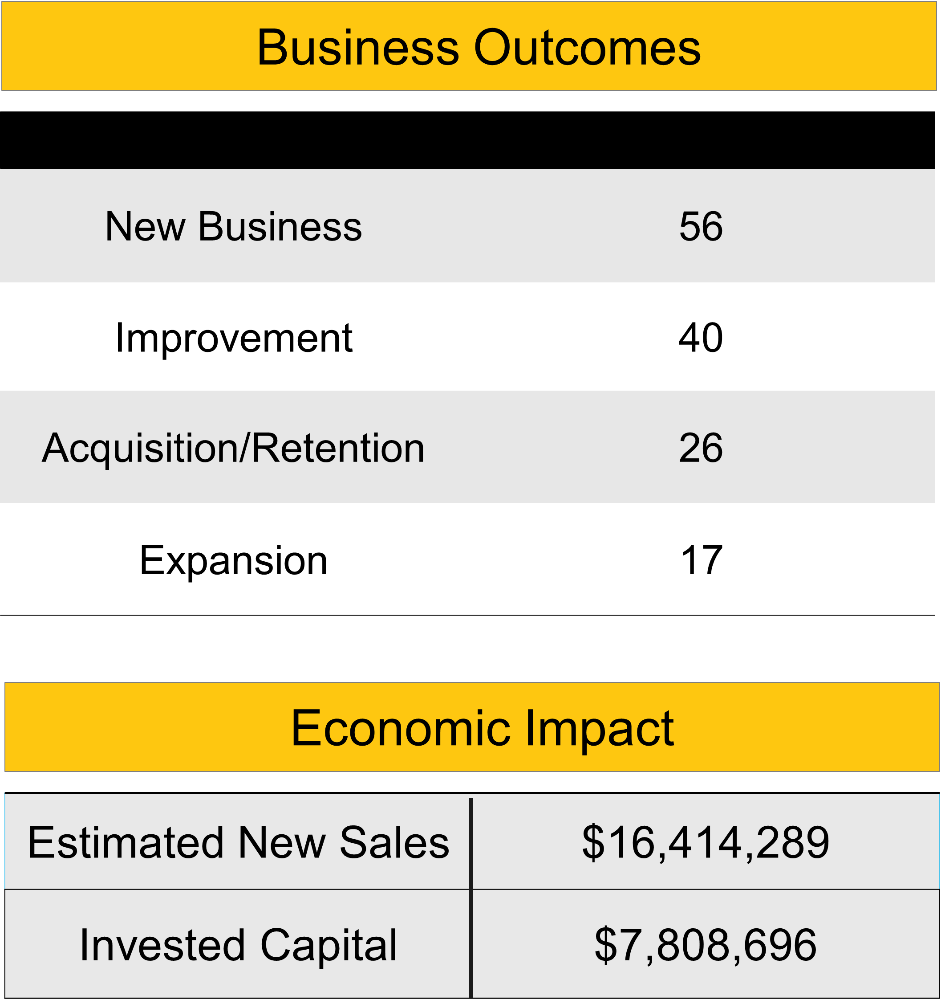 Business Outcomes
New Business 56
Improvement 40
Acquisition/Retention 26
Expansion 17
Economic Impact
Estimated New Sales $16,414,289
Invested Capital $7,808,696